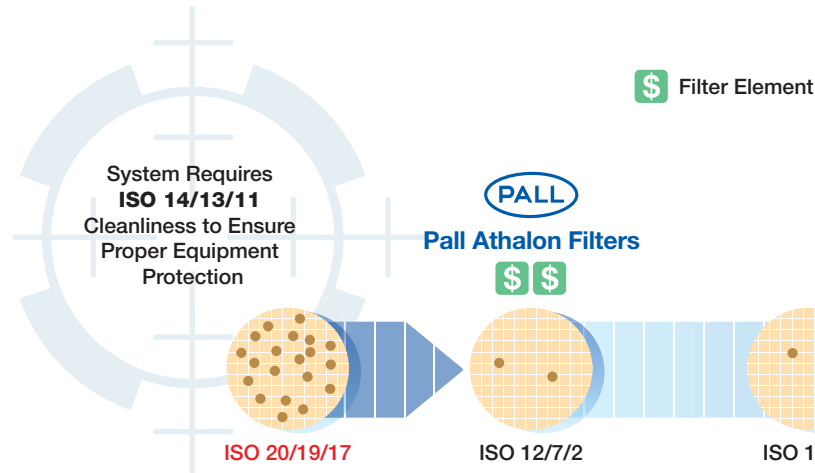 $ Filter Element
System Requires
ISO 14/13/11
Cleanliness to Ensure
Proper Equipment
Protection
PALL
Pall Athalon Filters
$ $
ISO 20/19/17
ISO 12/7/2
ISO 1